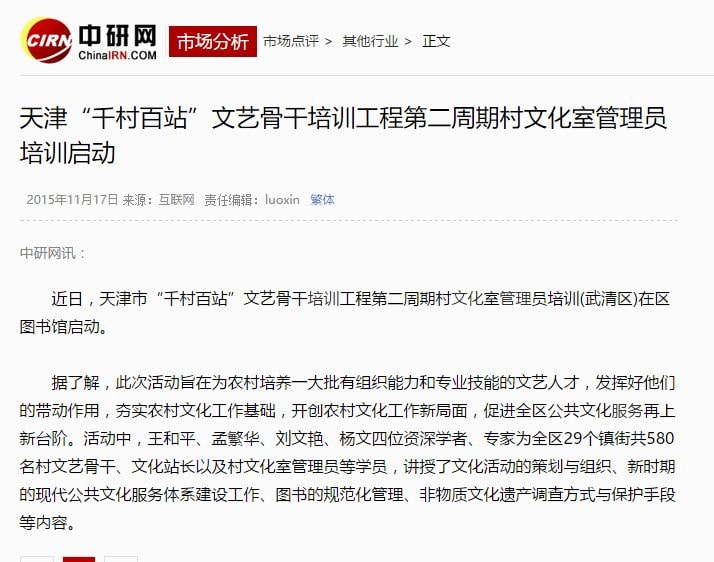 CIRN 中研网 ChinaIRN.COM 市场分析 市场点评 > 其他行业 > 正文
天津“千村百站”文艺骨干培训工程第二周期村文化室管理员
培训启动
2015年11月17日 来源：互联网 责任编辑：luoxin 繁体
中研网讯：
近日，天津市“千村百站”文艺骨干培训工程第二周期村文化室管理员培训(武清区)在区
图书馆启动。
据了解，此次活动旨在为农村培养一大批有组织能力和专业技能的文艺人才，发挥好他们
的带动作用，夯实农村文化工作基础，开创农村文化工作新局面，促进全区公共文化服务再上
新台阶。活动中，王和平、孟繁华、刘文艳、杨文四位资深学者、专家为全区29个镇街共580
名村文艺骨干、文化站长以及村文化室管理员等学员，讲授了文化活动的策划与组织、新时期
的现代公共文化服务体系建设工作、图书的规范化管理、非物质文化遗产调查方式与保护手段
等内容。